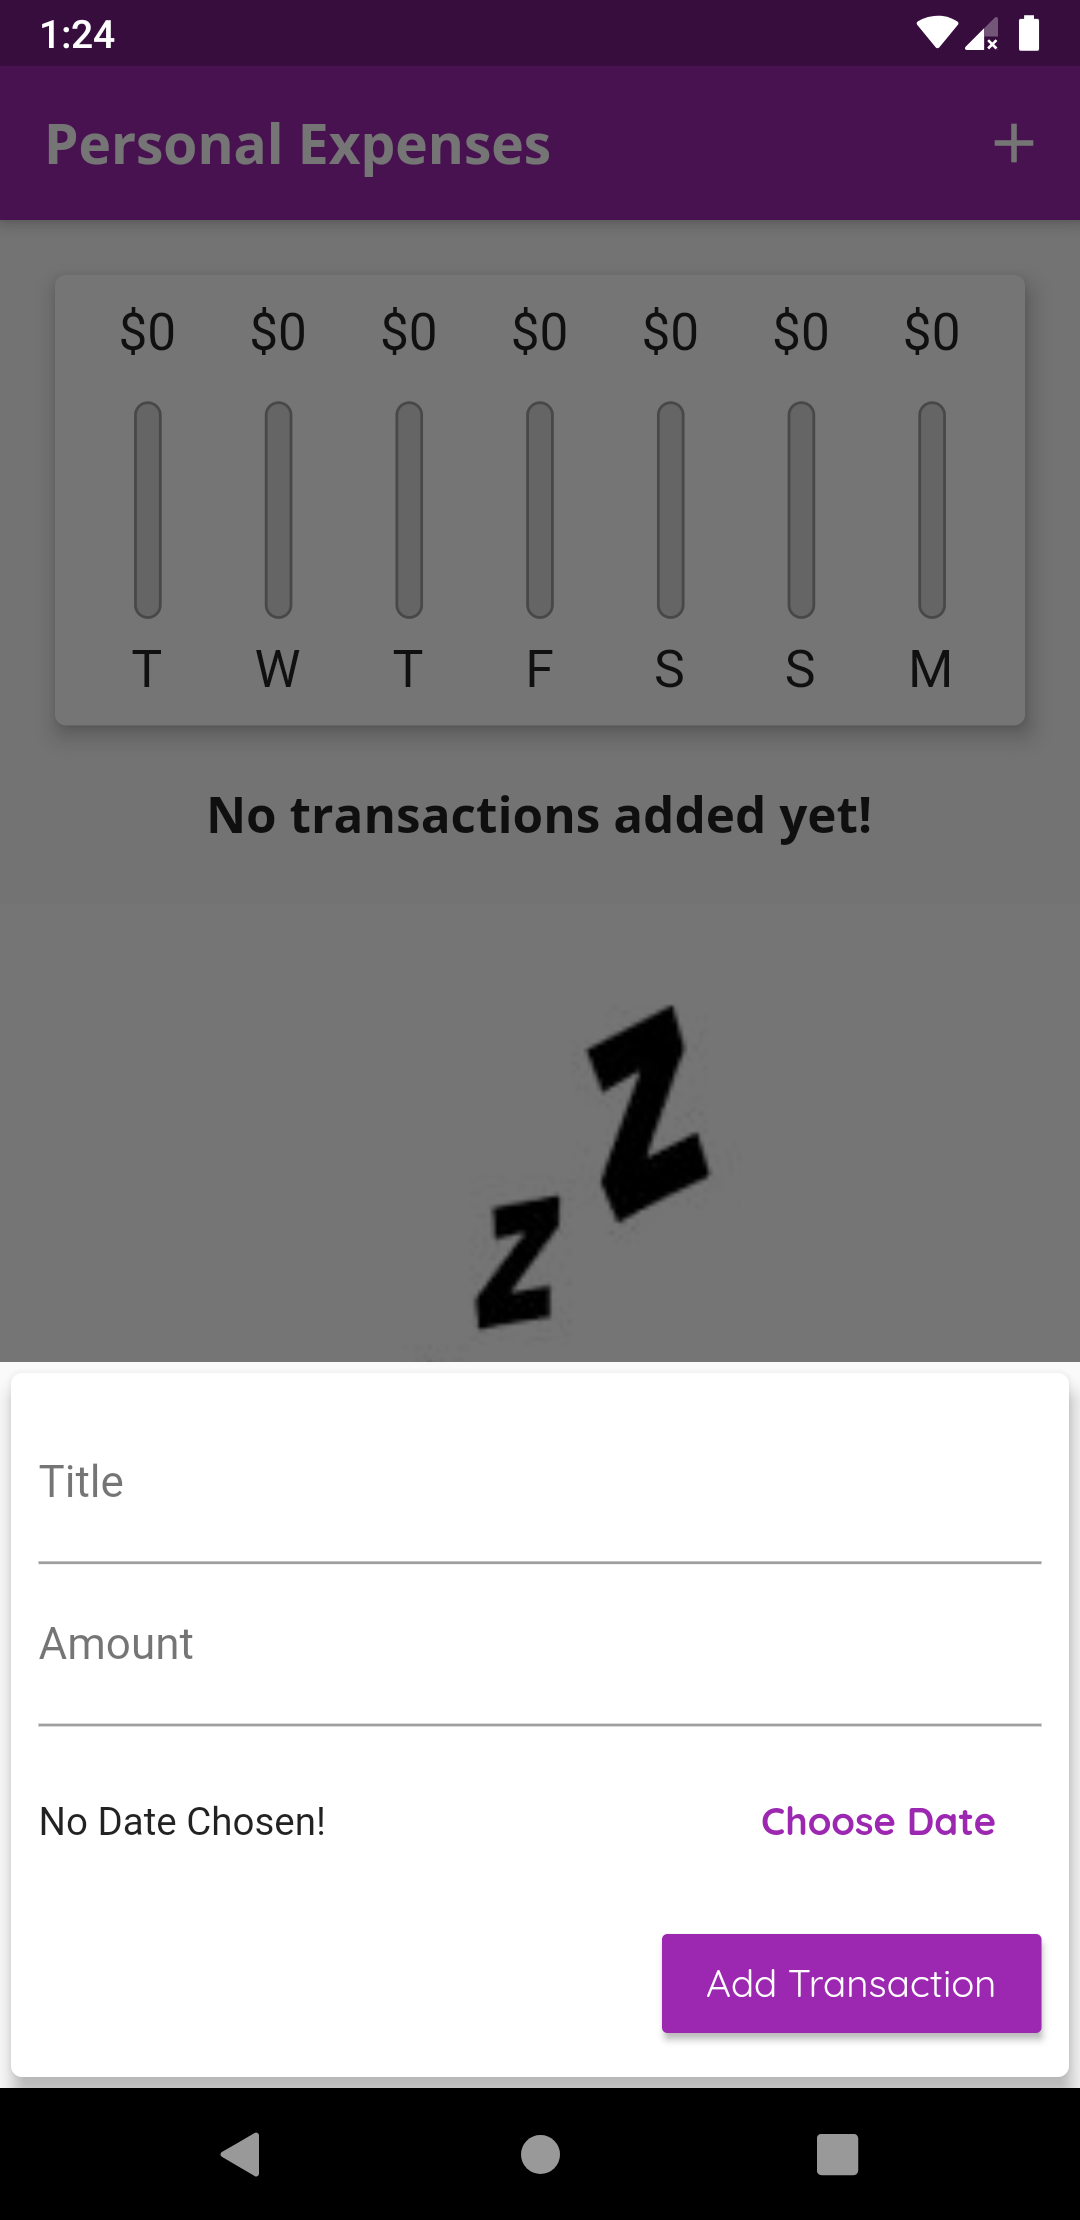 1:24
Personal Expenses
$0 $0 $0 $0 $0 $0 $0
T W T F S S M
No transactions added yet!
Z
z
Title
Amount
No Date Chosen! Choose Date
Add Transaction